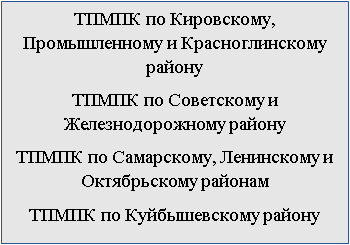 ТПМПК по Кировскому,
Промышленному и Красноглинскому
району
ТПМПК по Советскому и
Железнодорожному району
ТПМПК по Самарскому, Ленинскому и
Октябрьскому районам
ТПМПК по Куйбышевскому району